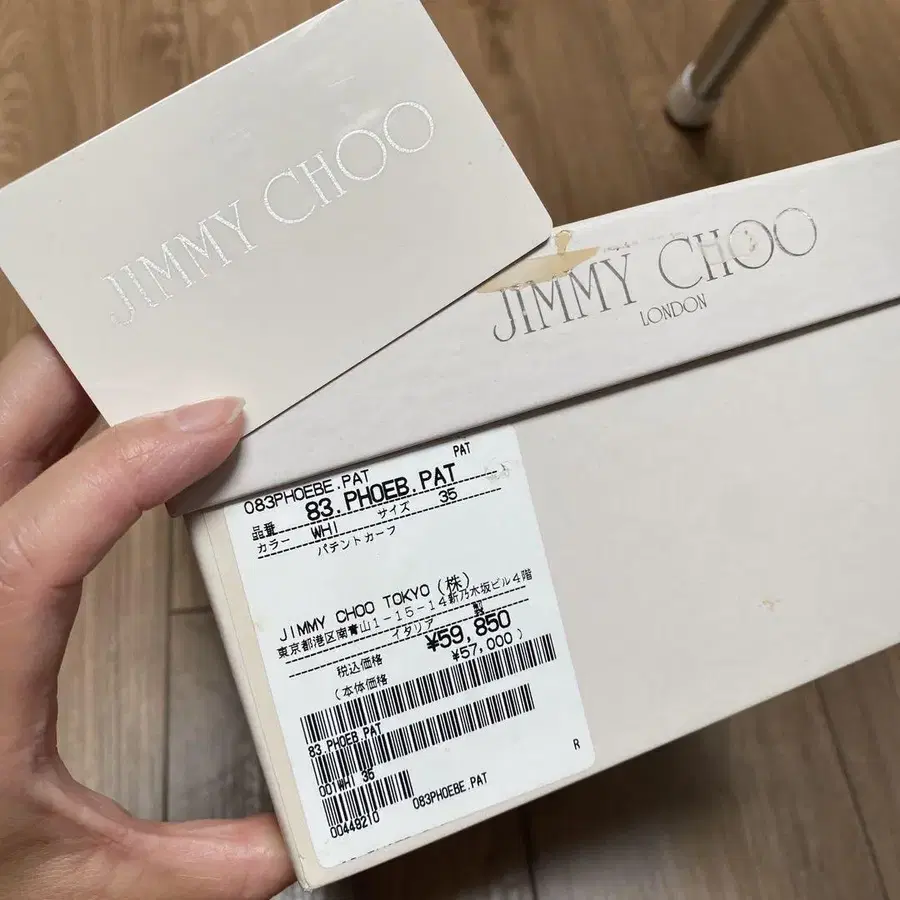 JIMMY CHOO
JIMMY CHOO
LONDON
PAT
083PHOEBE.PAT
品番 83.PHOEB.PAT
カラー WHI サイズ 35
パテントカーフ
JIMMY CHOO TOKYO(株)
東京都港区南青山1-15-14新乃木坂ビル4階
イタリア 製
税込価格 ¥59,850
(本体価格 ¥57,000)
83.PHOEB.PAT
001WHI 35
R
00448210
083PHOEBE.PAT